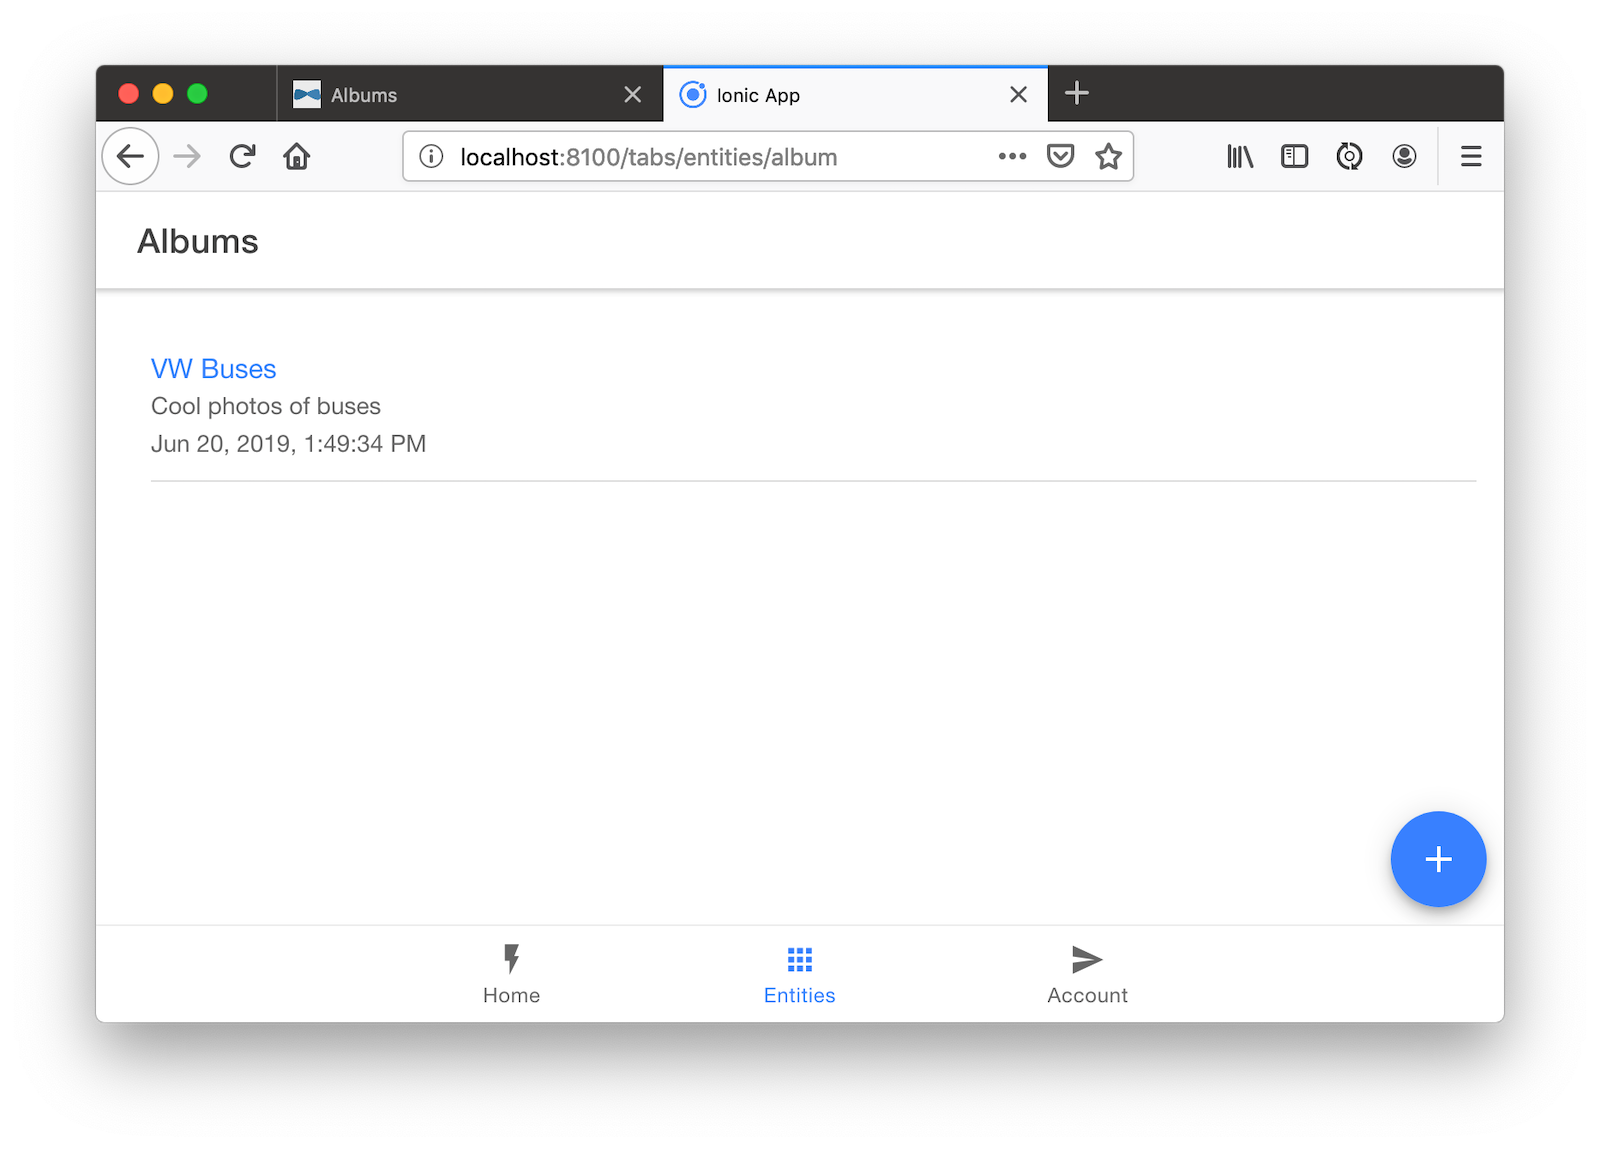 Albums
Ionic App
localhost:8100/tabs/entities/album
Albums
VW Buses
Cool photos of buses
Jun 20, 2019, 1:49:34 PM
Home
Entities
Account